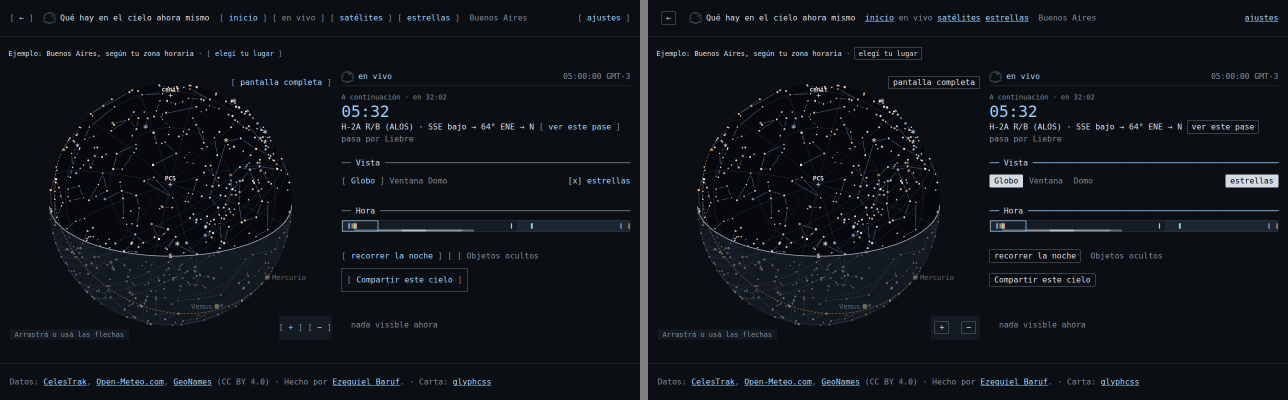 [ ← ] Qué hay en el cielo ahora mismo [ inicio ] [ en vivo ] [ satélites ] [ estrellas ] Buenos Aires [ ajustes ]
Ejemplo: Buenos Aires, según tu zona horaria · [ elegí tu lugar ]
[ pantalla completa ]
cenit
PCS
S
Mercurio
Venus
Arrastrá o usá las flechas
[ + ] [ − ]
en vivo 05:00:00 GMT-3
A continuación · en 32:02
05:32
H-2A R/B (ALOS) · SSE bajo → 64° ENE → N [ ver este pase ]
pasa por Liebre
Vista
[ Globo ] Ventana Domo [x] estrellas
Hora
[ recorrer la noche ] [ ] Objetos ocultos
[ Compartir este cielo ]
nada visible ahora
Datos: CelesTrak, Open-Meteo.com, GeoNames (CC BY 4.0) · Hecho por Ezequiel Baruf. · Carta: glyphcss
← Qué hay en el cielo ahora mismo inicio en vivo satélites estrellas Buenos Aires ajustes
Ejemplo: Buenos Aires, según tu zona horaria · elegí tu lugar
pantalla completa
cenit
PCS
S
Mercurio
Venus
Arrastrá o usá las flechas
+ −
en vivo 05:00:00 GMT-3
A continuación · en 32:02
05:32
H-2A R/B (ALOS) · SSE bajo → 64° ENE → N ver este pase
pasa por Liebre
Vista
Globo Ventana Domo estrellas
Hora
recorrer la noche Objetos ocultos
Compartir este cielo
nada visible ahora
Datos: CelesTrak, Open-Meteo.com, GeoNames (CC BY 4.0) · Hecho por Ezequiel Baruf. · Carta: glyphcss